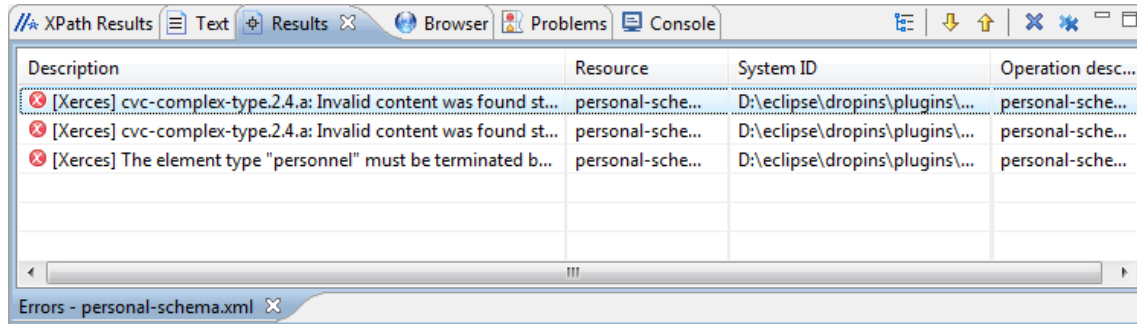 XPath Results Text Results Browser Problems Console
Description Resource System ID Operation desc...
[Xerces] cvc-complex-type.2.4.a: Invalid content was found st... personal-sche... D:\eclipse\dropins\plugins\... personal-sche...
[Xerces] cvc-complex-type.2.4.a: Invalid content was found st... personal-sche... D:\eclipse\dropins\plugins\... personal-sche...
[Xerces] The element type "personnel" must be terminated b... personal-sche... D:\eclipse\dropins\plugins\... personal-sche...
Errors - personal-schema.xml